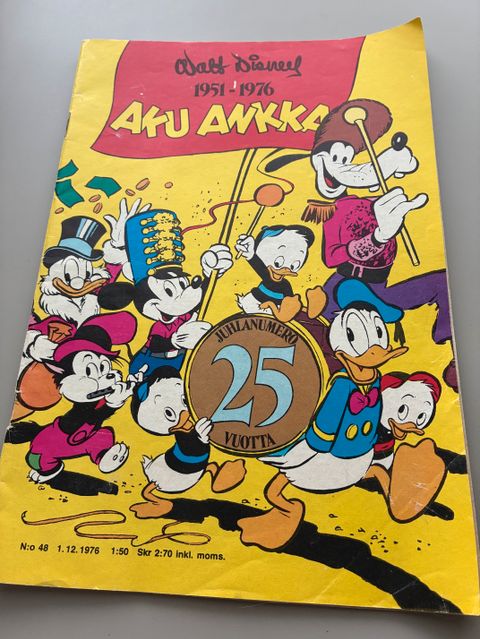 Walt Disney
1951-1976
AKU ANKKA
JUHLANUMERO
25
VUOTTA
N:o 48 1.12.1976 1:50 Skr 2:70 inkl. moms.